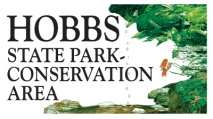 HOBBS
STATE PARK-
CONSERVATION
AREA